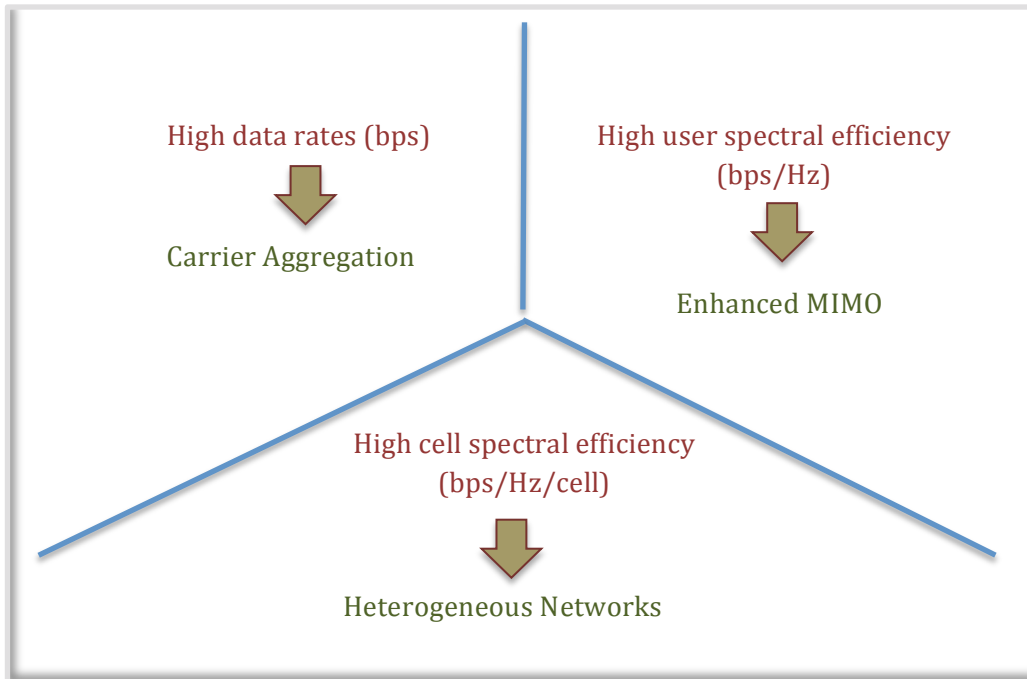 High data rates (bps)
Carrier Aggregation
High user spectral efficiency
(bps/Hz)
Enhanced MIMO
High cell spectral efficiency
(bps/Hz/cell)
Heterogeneous Networks